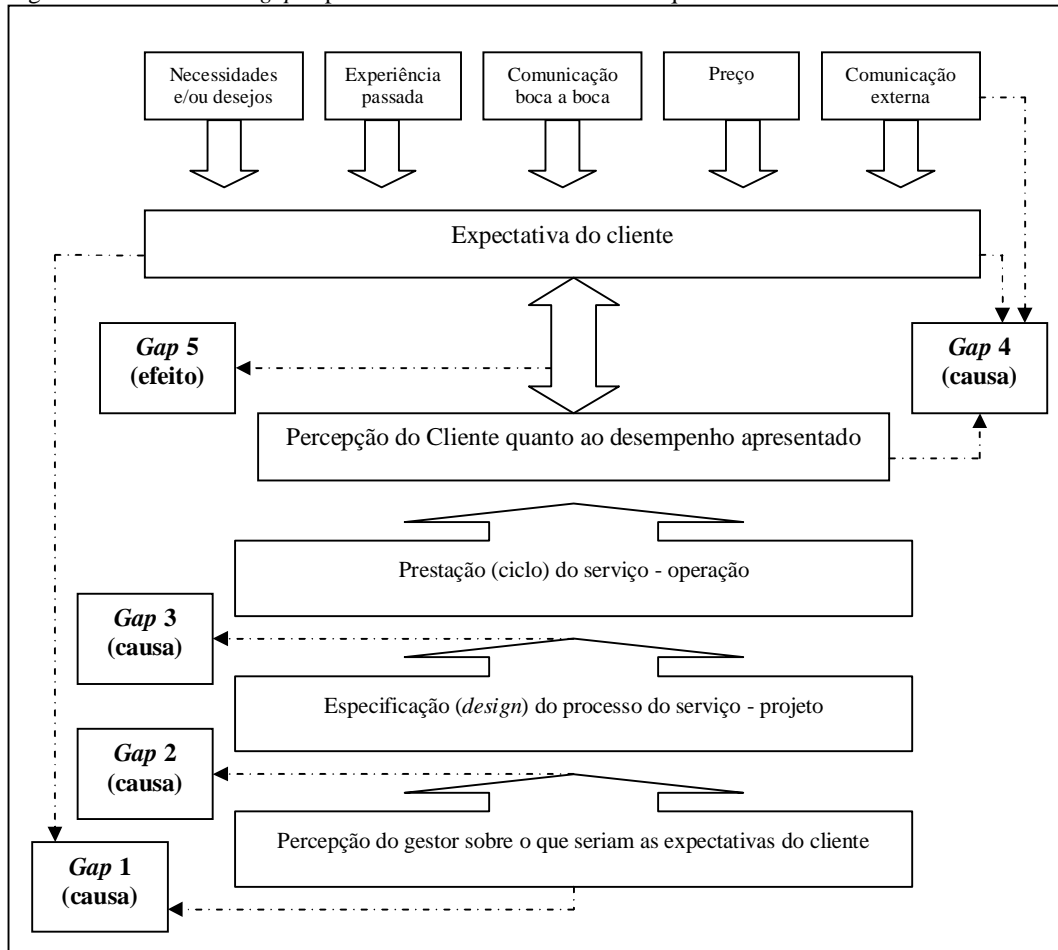 Necessidades
e/ou desejos
Experiência
passada
Comunicação
boca a boca
Preço
Comunicação
externa
Expectativa do cliente
Gap 5
(efeito)
Gap 4
(causa)
Percepção do Cliente quanto ao desempenho apresentado
Prestação (ciclo) do serviço - operação
Gap 3
(causa)
Especificação (design) do processo do serviço - projeto
Gap 2
(causa)
Percepção do gestor sobre o que seriam as expectativas do cliente
Gap 1
(causa)